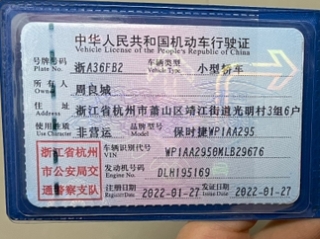 中华人民共和国机动车行驶证
Vehicle License of the People's Republic of China
号牌号码 浙A36FB2 车辆类型 小型轿车
Plate No. Vehicle Type
所有人 周良城
Owner
住址 浙江省杭州市萧山区靖江街道光明村3组6户
Address
使用性质 非营运 品牌型号 保时捷WP1AA295
Use Character Model
浙江省杭州 车辆识别代号 WP1AA2950MLB29676
VIN
市公安局交 发动机号码 DLH195169
Engine No.
通警察支队 注册日期 2022-01-27 发证日期 2022-01-27
Register Date Issue Date